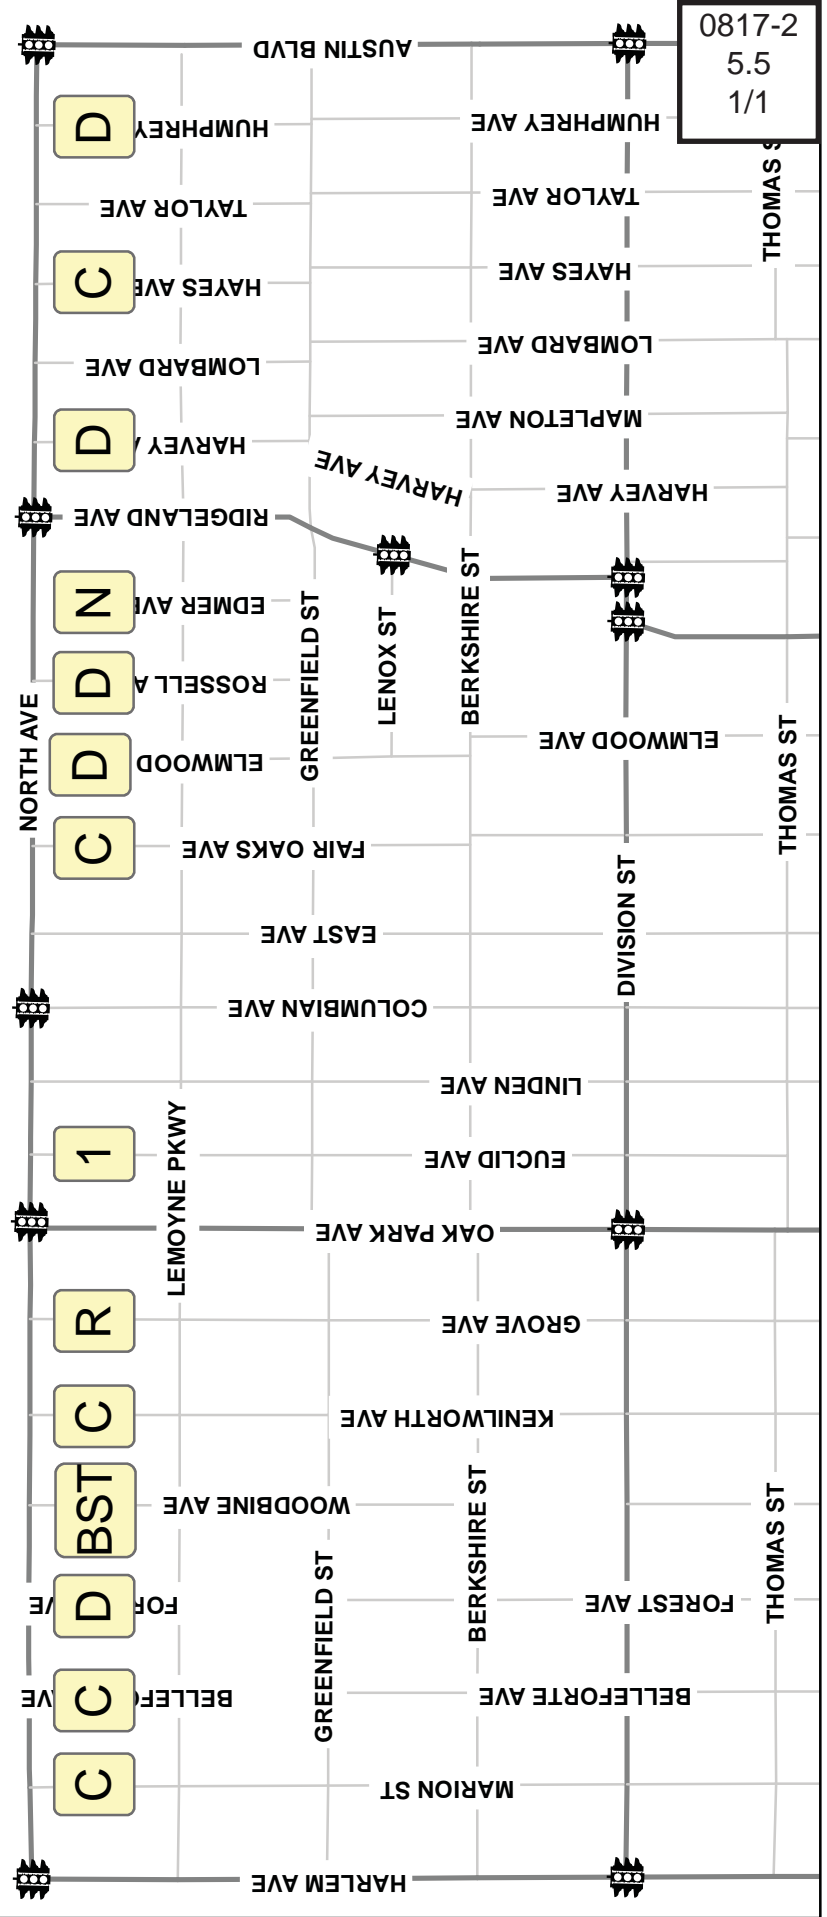 0817-2
5.5
1/1
AUSTIN BLVD
D
HUMPHREY
HUMPHREY AVE
THOMAS S
TAYLOR AVE
TAYLOR AVE
C
HAYES AVE
HAYES AVE
LOMBARD AVE
LOMBARD AVE
MAPLETON AVE
D
HARVEY A
HARVEY AVE
HARVEY AVE
RIDGELAND AVE
N
EDMER AVE
D
ROSSELL A
GREENFIELD ST
LENOX ST
BERKSHIRE ST
NORTH AVE
D
ELMWOOD
ELMWOOD AVE
THOMAS ST
C
FAIR OAKS AVE
EAST AVE
DIVISION ST
COLUMBIAN AVE
LINDEN AVE
1
EUCLID AVE
LEMOYNE PKWY
OAK PARK AVE
R
GROVE AVE
C
KENILWORTH AVE
BST
WOODBINE AVE
BERKSHIRE ST
THOMAS ST
D
FOR VE
FOREST AVE
GREENFIELD ST
C
BELLEFO AVE
BELLEFORTE AVE
C
MARION ST
HARLEM AVE